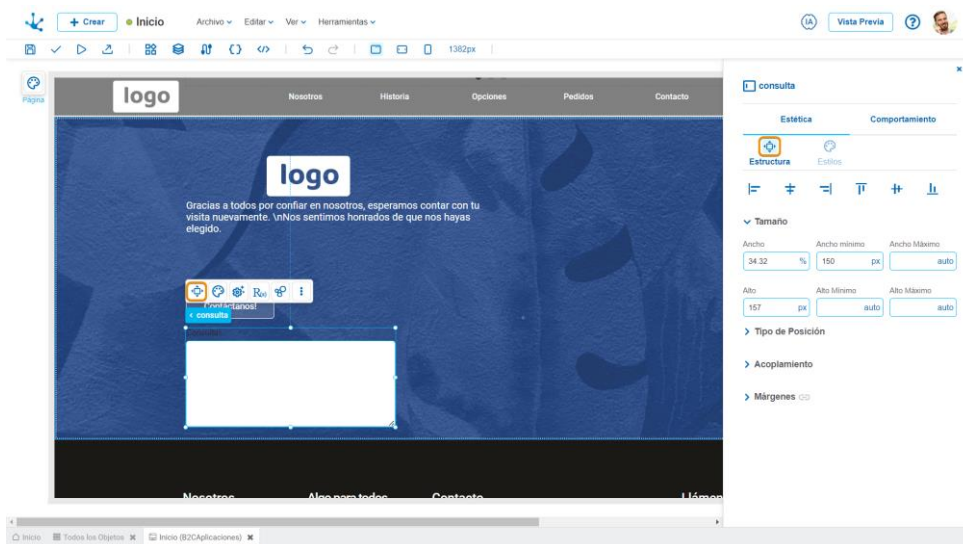 + Crear
Inicio
Archivo
Editar
Ver
Herramientas
IA
Vista Previa
?
1382px
Página
logo
Nosotros
Historia
Opciones
Pedidos
Contacto
logo
Gracias a todos por confiar en nosotros, esperamos contar con tu
visita nuevamente. \nNos sentimos honrados de que nos hayas
elegido.
R(x)
Contáctanos!
< consulta
Nosotros
Algo para todos
Contacto
consulta
Estética
Comportamiento
Estructura
Estilos
Tamaño
Ancho
Ancho mínimo
Ancho Máximo
34.32 %
150 px
auto
Alto
Alto Mínimo
Alto Máximo
157 px
auto
auto
Tipo de Posición
Acoplamiento
Márgenes
Inicio
Todos los Objetos
Inicio (B2CAplicaciones)